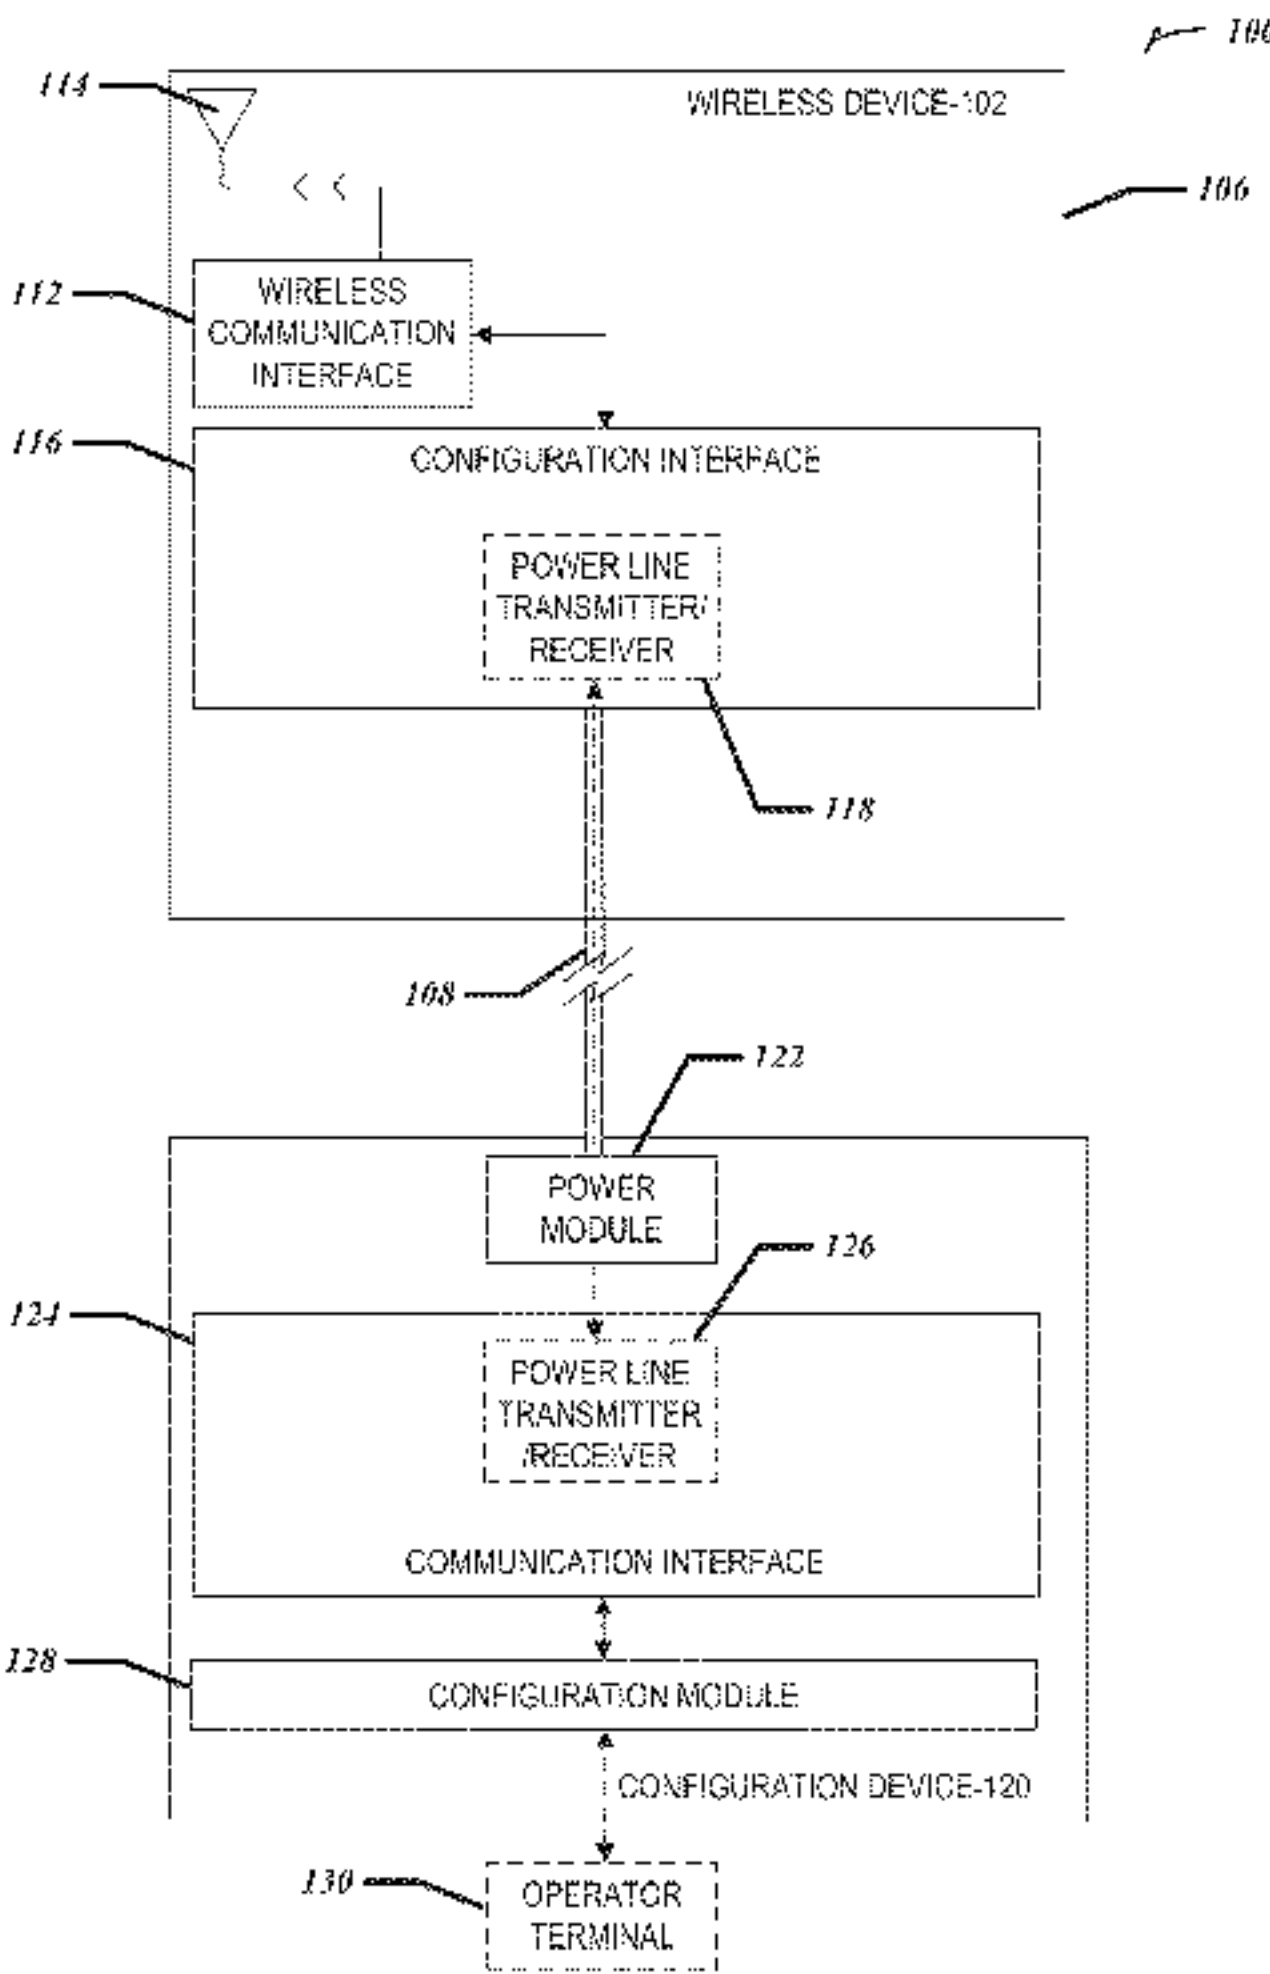 100
114
WIRELESS DEVICE-102
106
112
WIRELESS
COMMUNICATION
INTERFACE
116
CONFIGURATION INTERFACE
POWER LINE
TRANSMITTER/
RECEIVER
118
108
122
POWER
MODULE
126
124
POWER LINE
TRANSMITTER
/RECEIVER
COMMUNICATION INTERFACE
128
CONFIGURATION MODULE
CONFIGURATION DEVICE-120
130
OPERATOR
TERMINAL